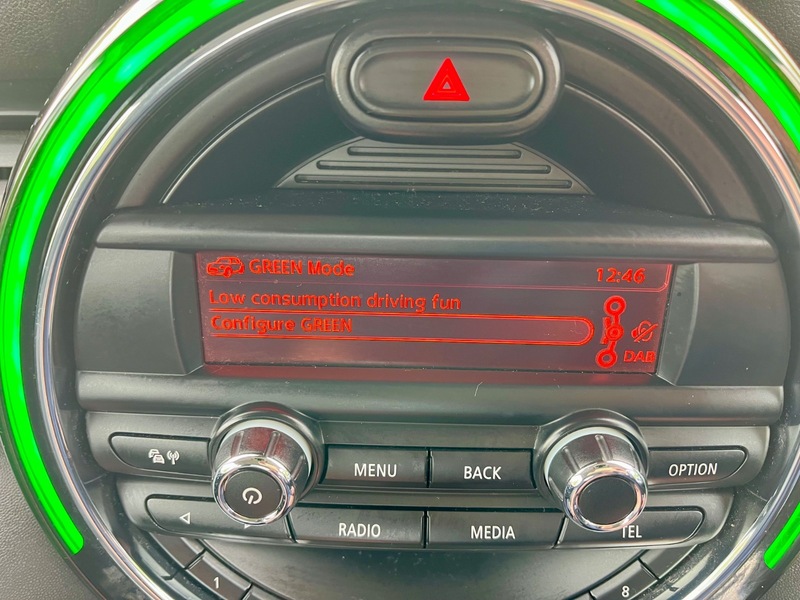 GREEN Mode 12:46
Low consumption driving fun
Configure GREEN
DAB
MENU BACK OPTION
RADIO MEDIA TEL
1 8